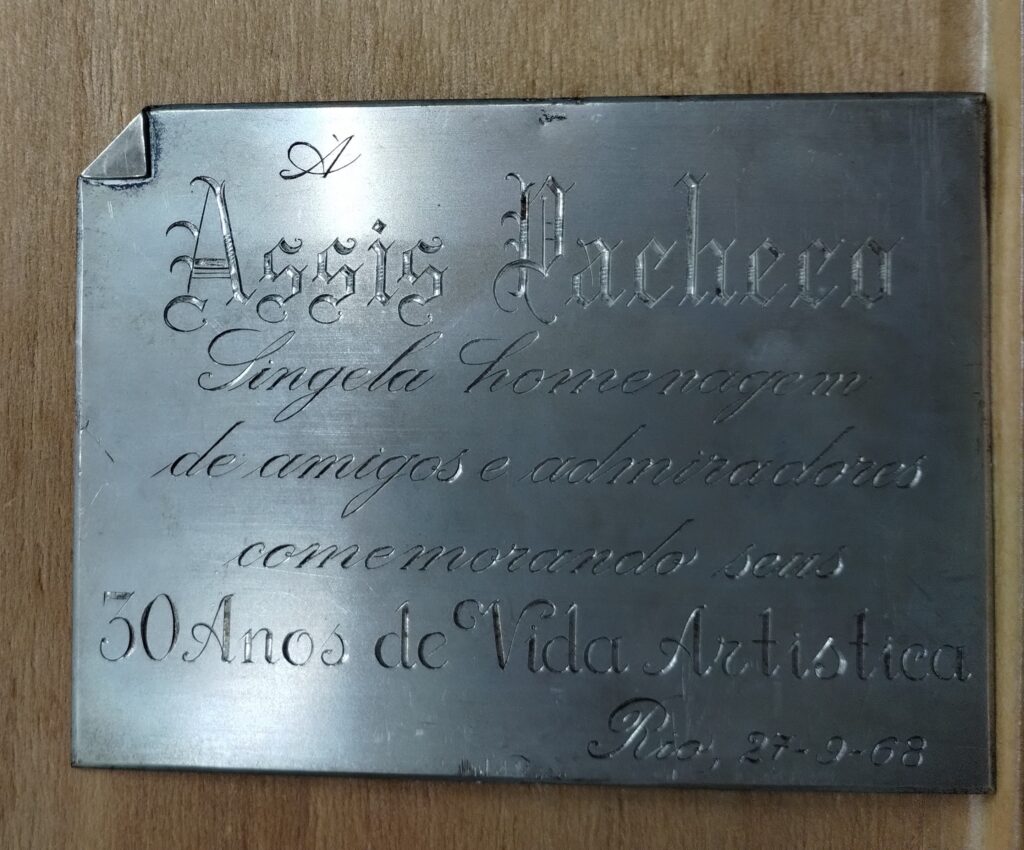 À
Assis Pacheco
Singela homenagem
de amigos e admiradores
comemorando seus
30 Anos de Vida Artistica
Rio, 27-9-68